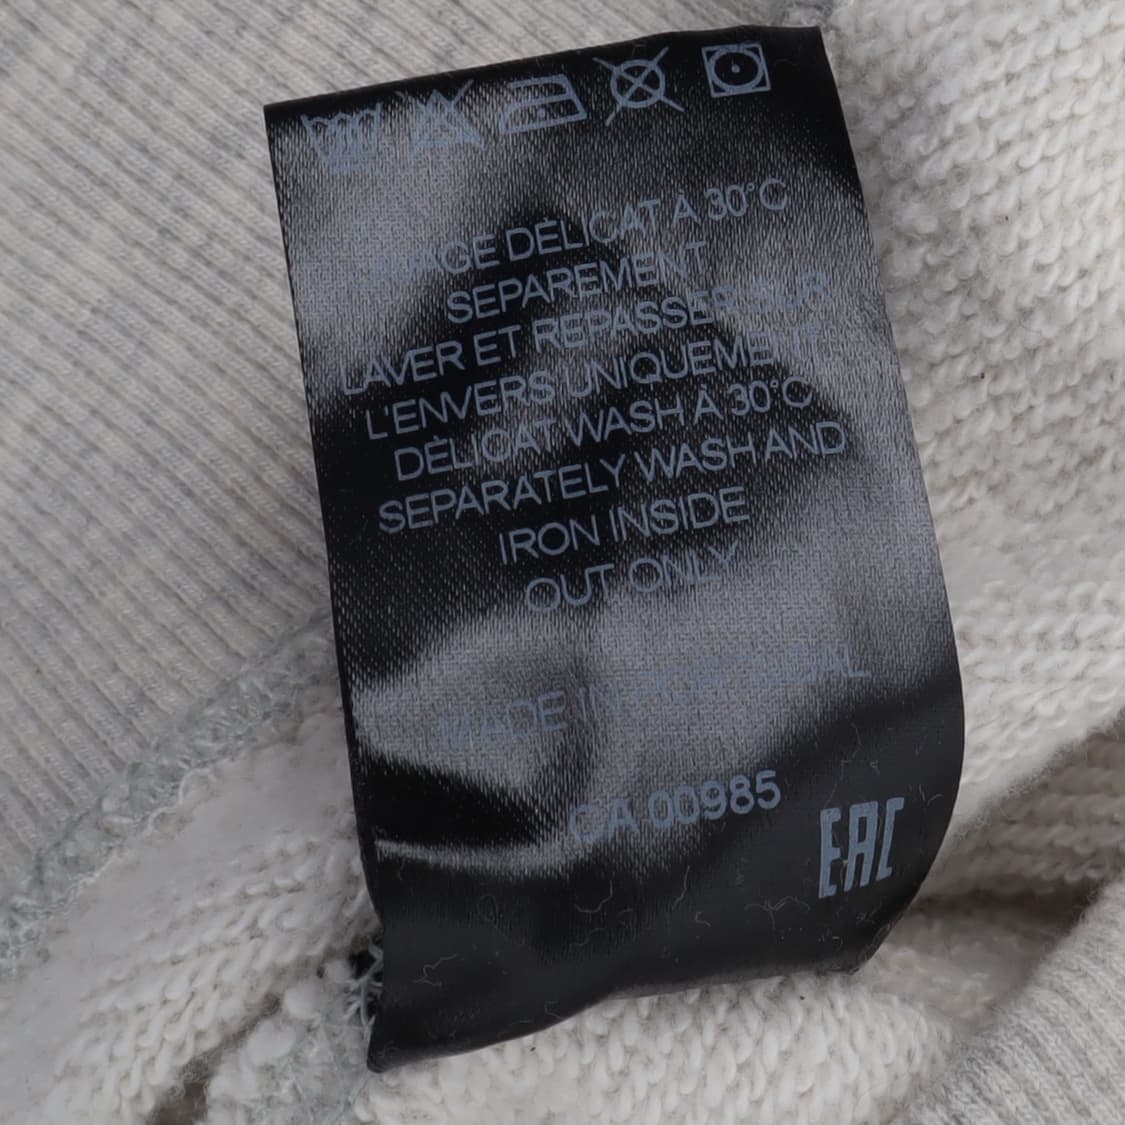 LAVAGE DÉLICAT À 30°C
SEPAREMENT
LAVER ET REPASSER SUR
L'ENVERS UNIQUEMENT
DÉLICAT WASH À 30°C
SEPARATELY WASH AND
IRON INSIDE
OUT ONLY
MADE IN PORTUGAL
CA 00985
EAC